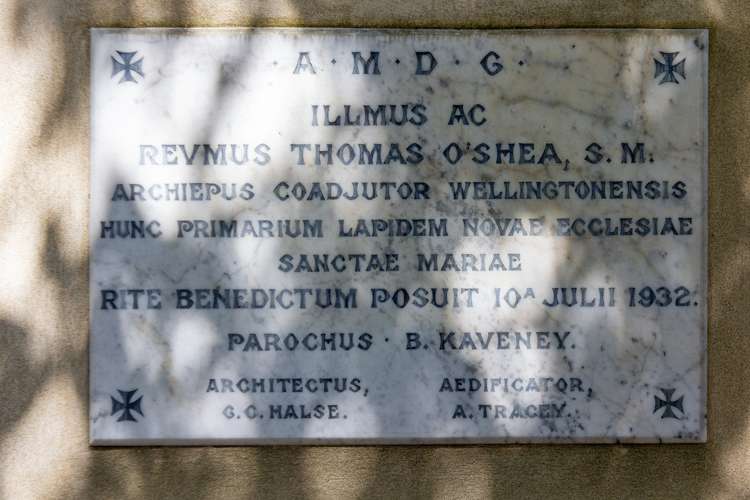 · A · M · D · G ·
ILLMUS AC
REVMUS THOMAS O'SHEA, S.M.
ARCHIEPUS COADJUTOR WELLINGTONENSIS
HUNC PRIMARIUM LAPIDEM NOVAE ECCLESIAE
SANCTAE MARIAE
RITE BENEDICTUM POSUIT 10A JULII 1932.
PAROCHUS · B. KAVENEY.
ARCHITECTUS, AEDIFICATOR,
G.C. HALSE. A. TRACEY.